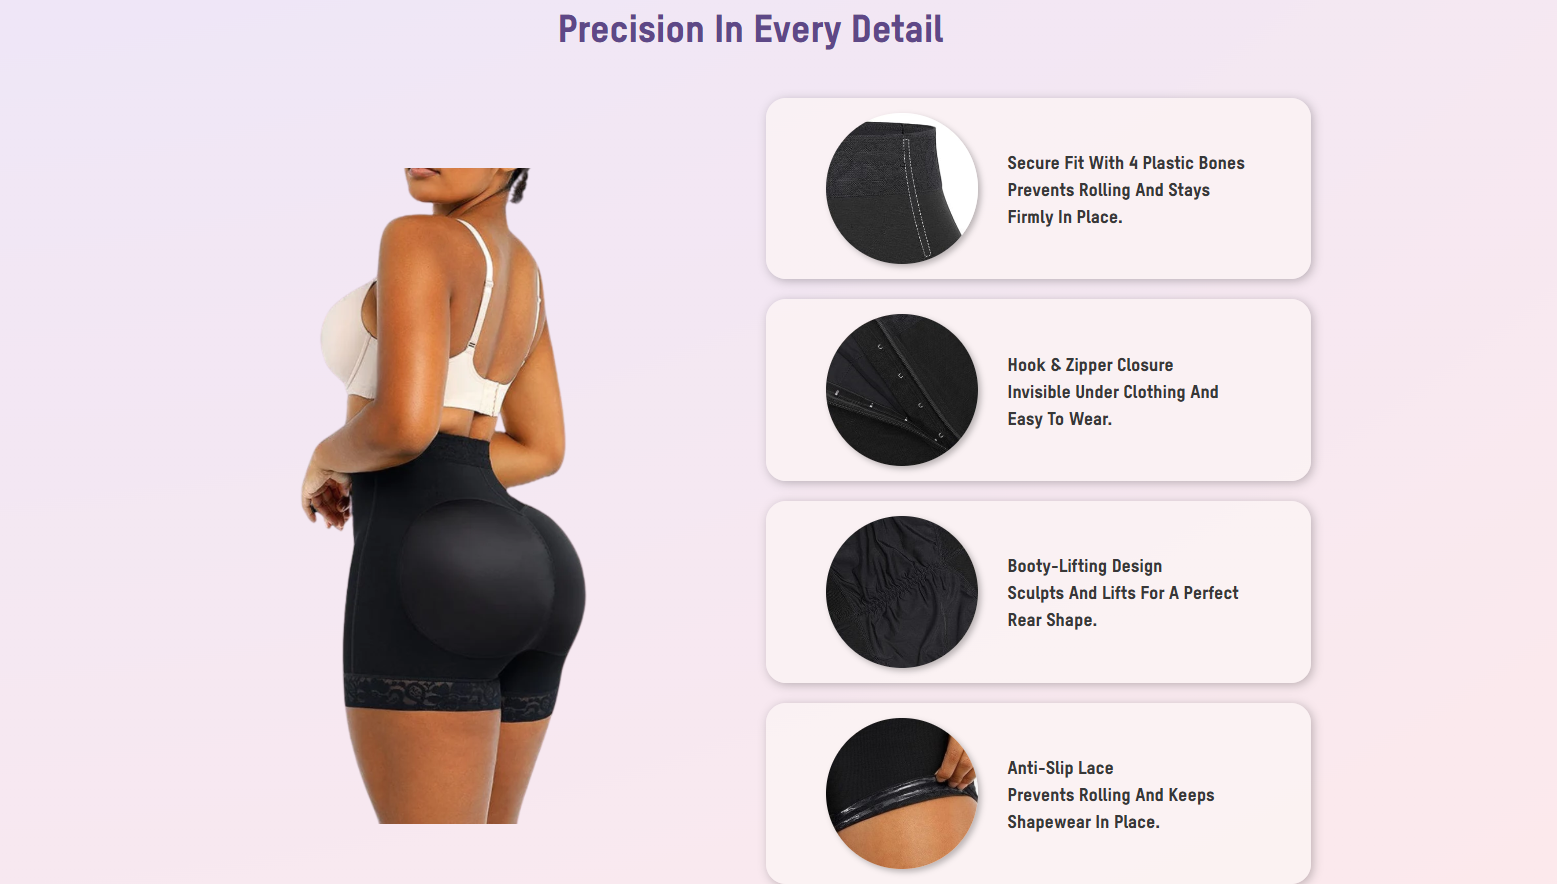 Precision In Every Detail
Secure Fit With 4 Plastic Bones
Prevents Rolling And Stays
Firmly In Place.
Hook & Zipper Closure
Invisible Under Clothing And
Easy To Wear.
Booty-Lifting Design
Sculpts And Lifts For A Perfect
Rear Shape.
Anti-Slip Lace
Prevents Rolling And Keeps
Shapewear In Place.